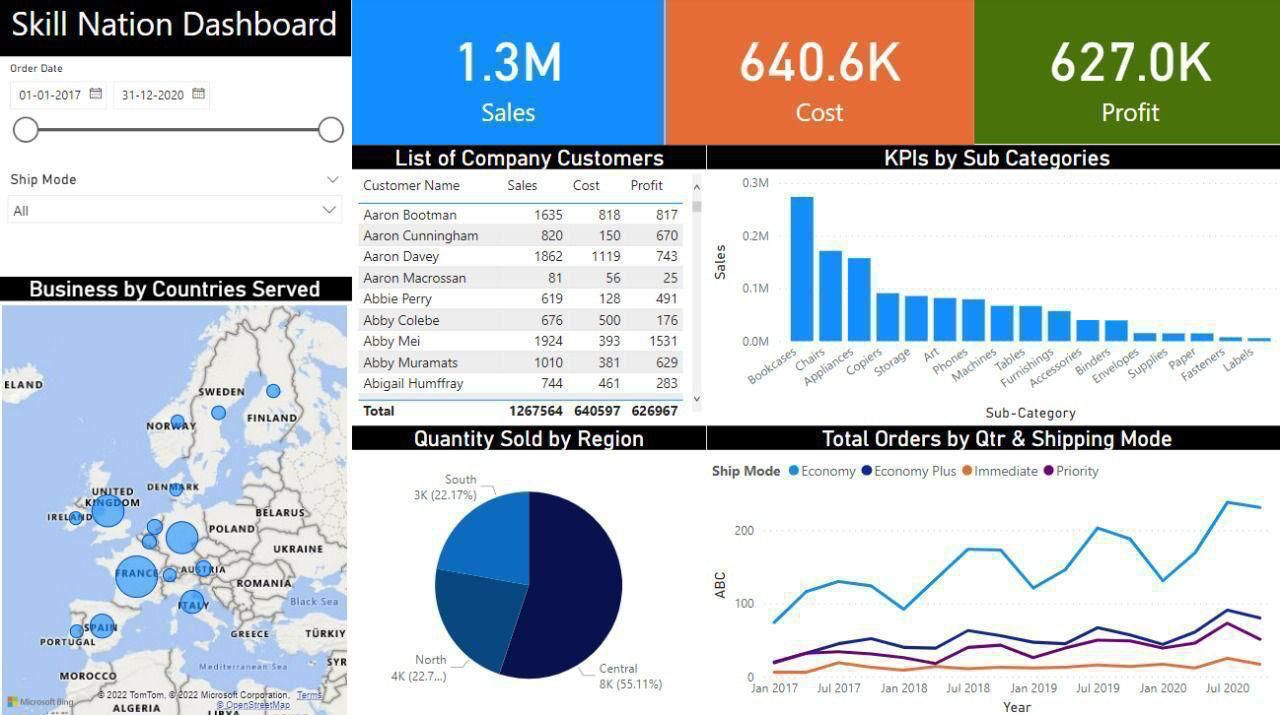 Skill Nation Dashboard
Order Date
01-01-2017
31-12-2020
Ship Mode
All
1.3M
Sales
640.6K
Cost
627.0K
Profit
List of Company Customers
Customer Name Sales Cost Profit
Aaron Bootman 1635 818 817
Aaron Cunningham 820 150 670
Aaron Davey 1862 1119 743
Aaron Macrossan 81 56 25
Abbie Perry 619 128 491
Abby Colebe 676 500 176
Abby Mei 1924 393 1531
Abby Muramats 1010 381 629
Abigail Humffray 744 461 283
Total 1267564 640597 626967
KPIs by Sub Categories
0.3M
0.2M
0.1M
0.0M
Sales
Bookcases
Chairs
Appliances
Copiers
Storage
Art
Phones
Machines
Tables
Furnishings
Accessories
Binders
Envelopes
Supplies
Paper
Fasteners
Labels
Sub-Category
Business by Countries Served
ELAND
SWEDEN
FINLAND
NORWAY
DENMARK
UNITED
KINGDOM
IRELAND
BELARUS
POLAND
UKRAINE
FRANCE
AUSTRIA
ROMANIA
Black Sea
ITALY
SPAIN
PORTUGAL
GREECE
TÜRKIY
Mediterranean Sea
SYR
MOROCCO
ALGERIA
LIBYA
Microsoft Bing
© 2022 TomTom, © 2022 Microsoft Corporation, Terms
© OpenStreetMap
Quantity Sold by Region
South
3K (22.17%)
North
4K (22.7...)
Central
8K (55.11%)
Total Orders by Qtr & Shipping Mode
Ship Mode Economy Economy Plus Immediate Priority
200
100
0
ABC
Jan 2017 Jul 2017 Jan 2018 Jul 2018 Jan 2019 Jul 2019 Jan 2020 Jul 2020
Year